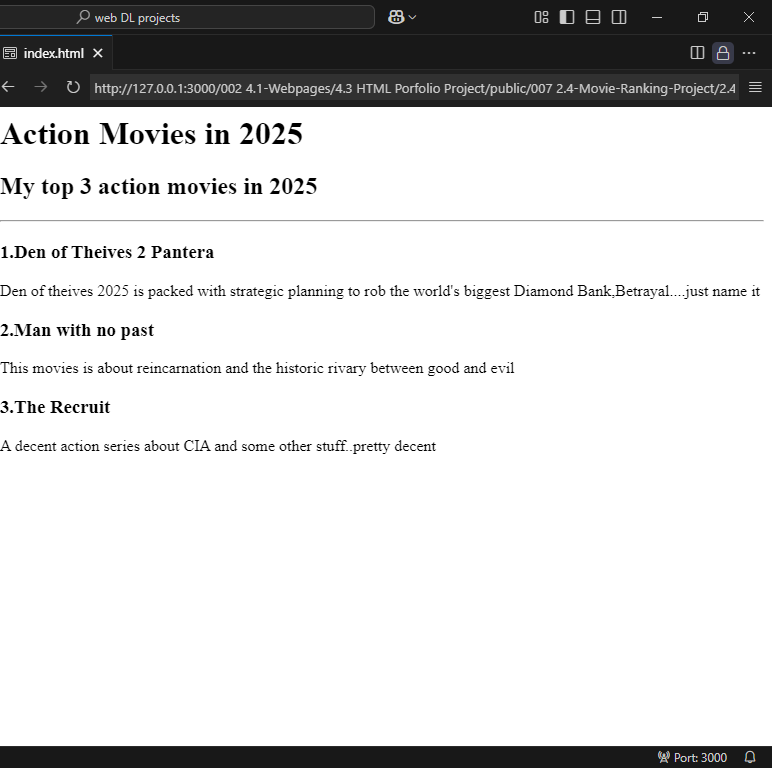 web DL projects
index.html
http://127.0.0.1:3000/002 4.1-Webpages/4.3 HTML Porfolio Project/public/007 2.4-Movie-Ranking-Project/2.4
Action Movies in 2025
My top 3 action movies in 2025
1.Den of Theives 2 Pantera
Den of theives 2025 is packed with strategic planning to rob the world's biggest Diamond Bank,Betrayal....just name it
2.Man with no past
This movies is about reincarnation and the historic rivary between good and evil
3.The Recruit
A decent action series about CIA and some other stuff..pretty decent
Port: 3000